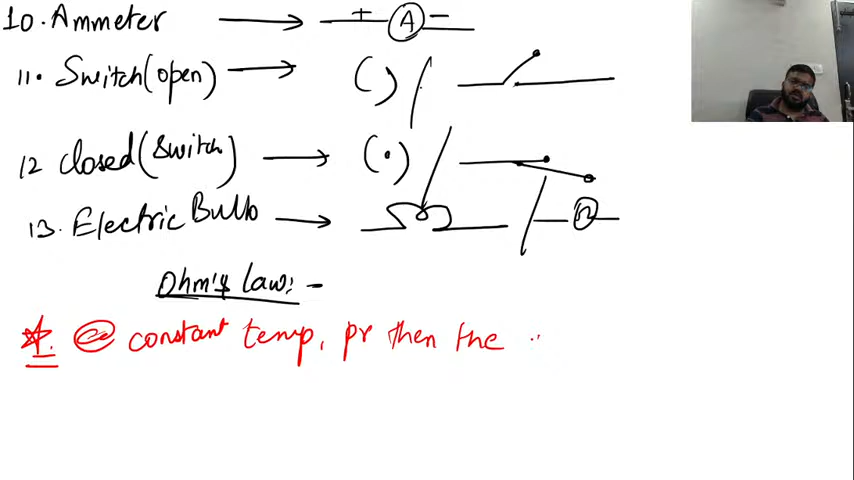 10. Ammeter + A -
11. Switch (open) ( ) /
12 closed (switch) (•) /
13. Electric Bulb /
Ohm's law: -
* @ constant temp, pr then the